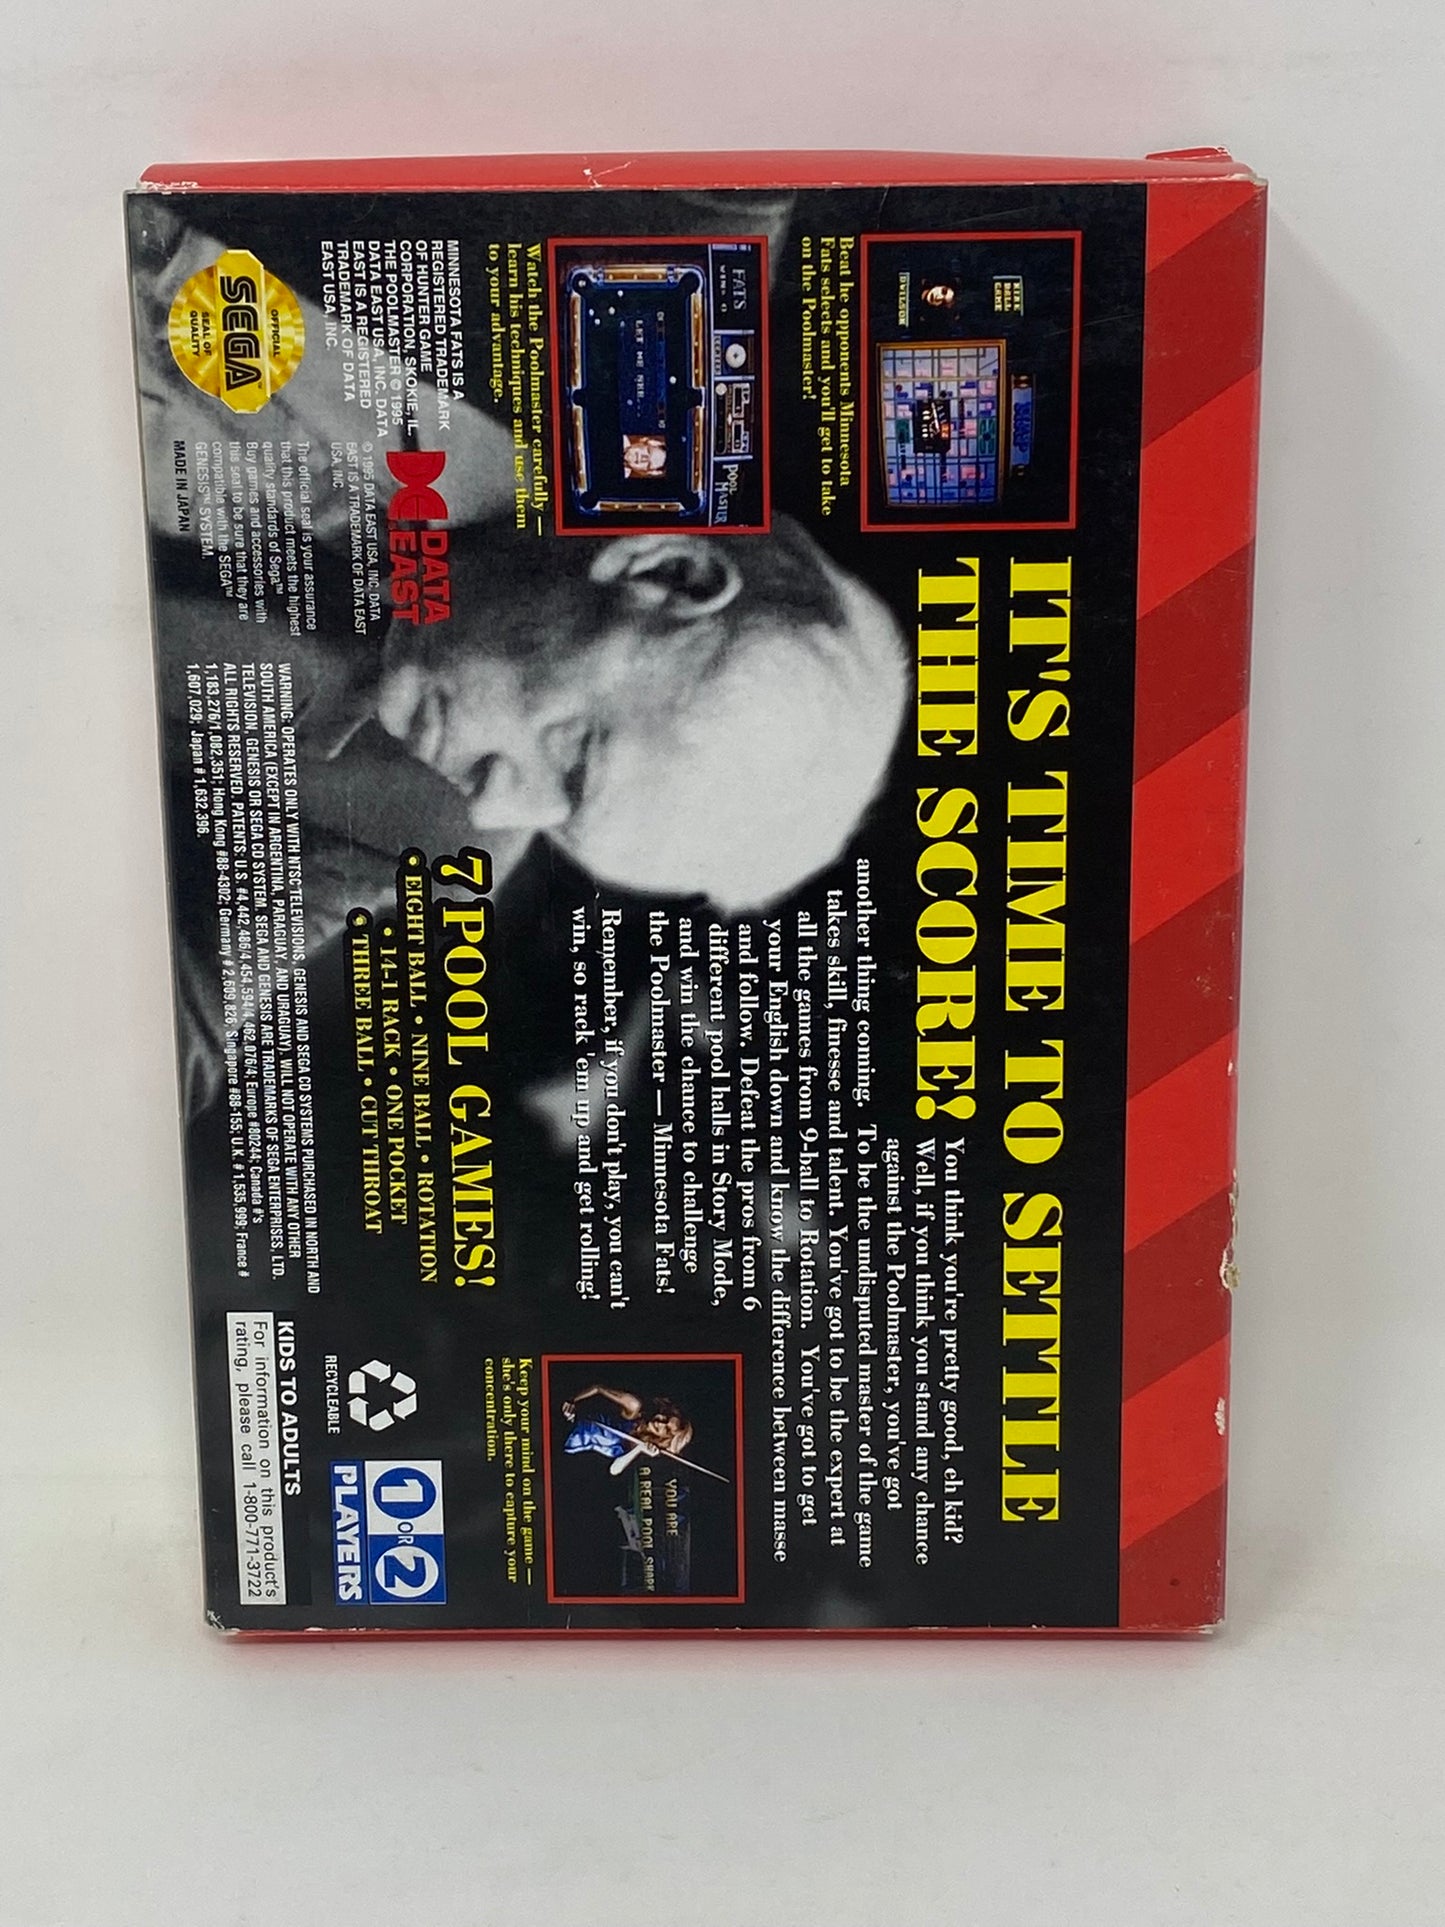 IT'S TIME TO SETTLE
THE SCORE!
You think you're pretty good, eh kid?
Well, if you think you stand any chance
against the Poolmaster, you've got
another thing coming. To be the undisputed master of the game
takes skill, finesse and talent. You've got to be the expert at
all the games from 9-ball to Rotation. You've got to get
your English down and know the difference between masse
and follow. Defeat the pros from 6
different pool halls in Story Mode,
and win the chance to challenge
the Poolmaster — Minnesota Fats!
Remember, if you don't play, you can't
win, so rack 'em up and get rolling!
Beat he opponents Minnesota
Fats selects and you'll get to take
on the Poolmaster!
FATS
POOL
MASTER
LET ME SEE...
Watch the Poolmaster carefully —
learn his techniques and use them
to your advantage.
YOU ARE
A REAL POOL SHARK
Keep your mind on the game —
she's only there to capture your
concentration.
7 POOL GAMES!
• EIGHT BALL • NINE BALL • ROTATION
• 14-1 RACK • ONE POCKET
• THREE BALL • CUT THROAT
MINNESOTA FATS IS A
REGISTERED TRADEMARK
OF HUNTER GAME
CORPORATION, SKOKIE, IL.
THE POOLMASTER © 1995
DATA EAST USA, INC. DATA
EAST IS A REGISTERED
TRADEMARK OF DATA
EAST USA, INC.
DATA
EAST
© 1995 DATA EAST USA, INC. DATA
EAST IS A TRADEMARK OF DATA EAST
USA, INC.
OFFICIAL
SEGA™
SEAL OF
QUALITY
The official seal is your assurance
that this product meets the highest
quality standards of Sega™
Buy games and accessories with
this seal to be sure that they are
compatible with the SEGA™
GENESIS™ SYSTEM.
MADE IN JAPAN
WARNING: OPERATES ONLY WITH NTSC TELEVISIONS, GENESIS AND SEGA CD SYSTEMS PURCHASED IN NORTH AND
SOUTH AMERICA (EXCEPT IN ARGENTINA, PARAGUAY, AND URAGUAY). WILL NOT OPERATE WITH ANY OTHER
TELEVISION, GENESIS OR SEGA CD SYSTEM. SEGA AND GENESIS ARE TRADEMARKS OF SEGA ENTERPRISES, LTD.
ALL RIGHTS RESERVED. PATENTS: U.S. #4,442,486/4,454,594/4,462,076/4; Europe #80244; Canada #'s
1,183,276/1,082,351; Hong Kong #88-4302; Germany # 2,609,826; Singapore #88-155; U.K. # 1,535,999; France #
1,607,029; Japan # 1,632,396.
RECYCLEABLE
1 OR 2
PLAYERS
KIDS TO ADULTS
For information on this product's
rating, please call 1-800-771-3722